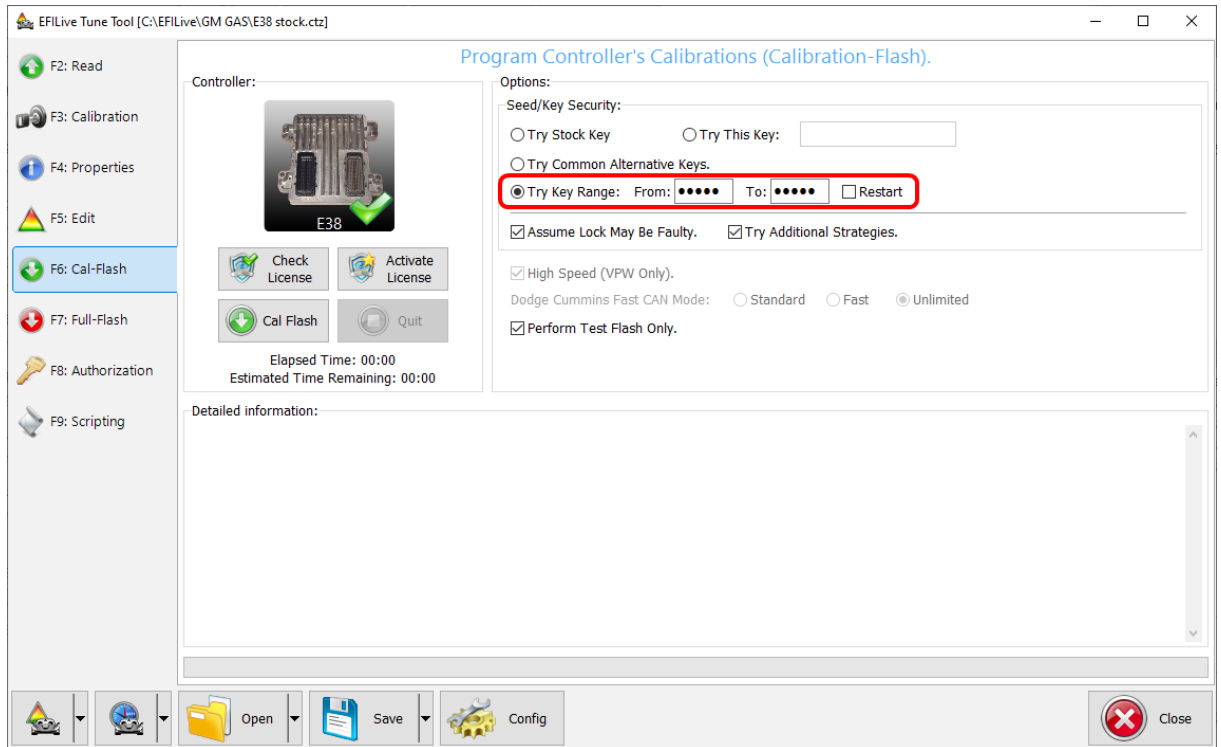 EFILive Tune Tool [C:\EFILive\GM GAS\E38 stock.ctz]
F2: Read
F3: Calibration
F4: Properties
F5: Edit
F6: Cal-Flash
F7: Full-Flash
F8: Authorization
F9: Scripting
Program Controller's Calibrations (Calibration-Flash).
Controller:
E38
Check License
Activate License
Cal Flash
Quit
Elapsed Time: 00:00
Estimated Time Remaining: 00:00
Options:
Seed/Key Security:
Try Stock Key Try This Key:
Try Common Alternative Keys.
Try Key Range: From: ●●●●● To: ●●●●● Restart
Assume Lock May Be Faulty. Try Additional Strategies.
High Speed (VPW Only).
Dodge Cummins Fast CAN Mode: Standard Fast Unlimited
Perform Test Flash Only.
Detailed information:
Open Save Config Close